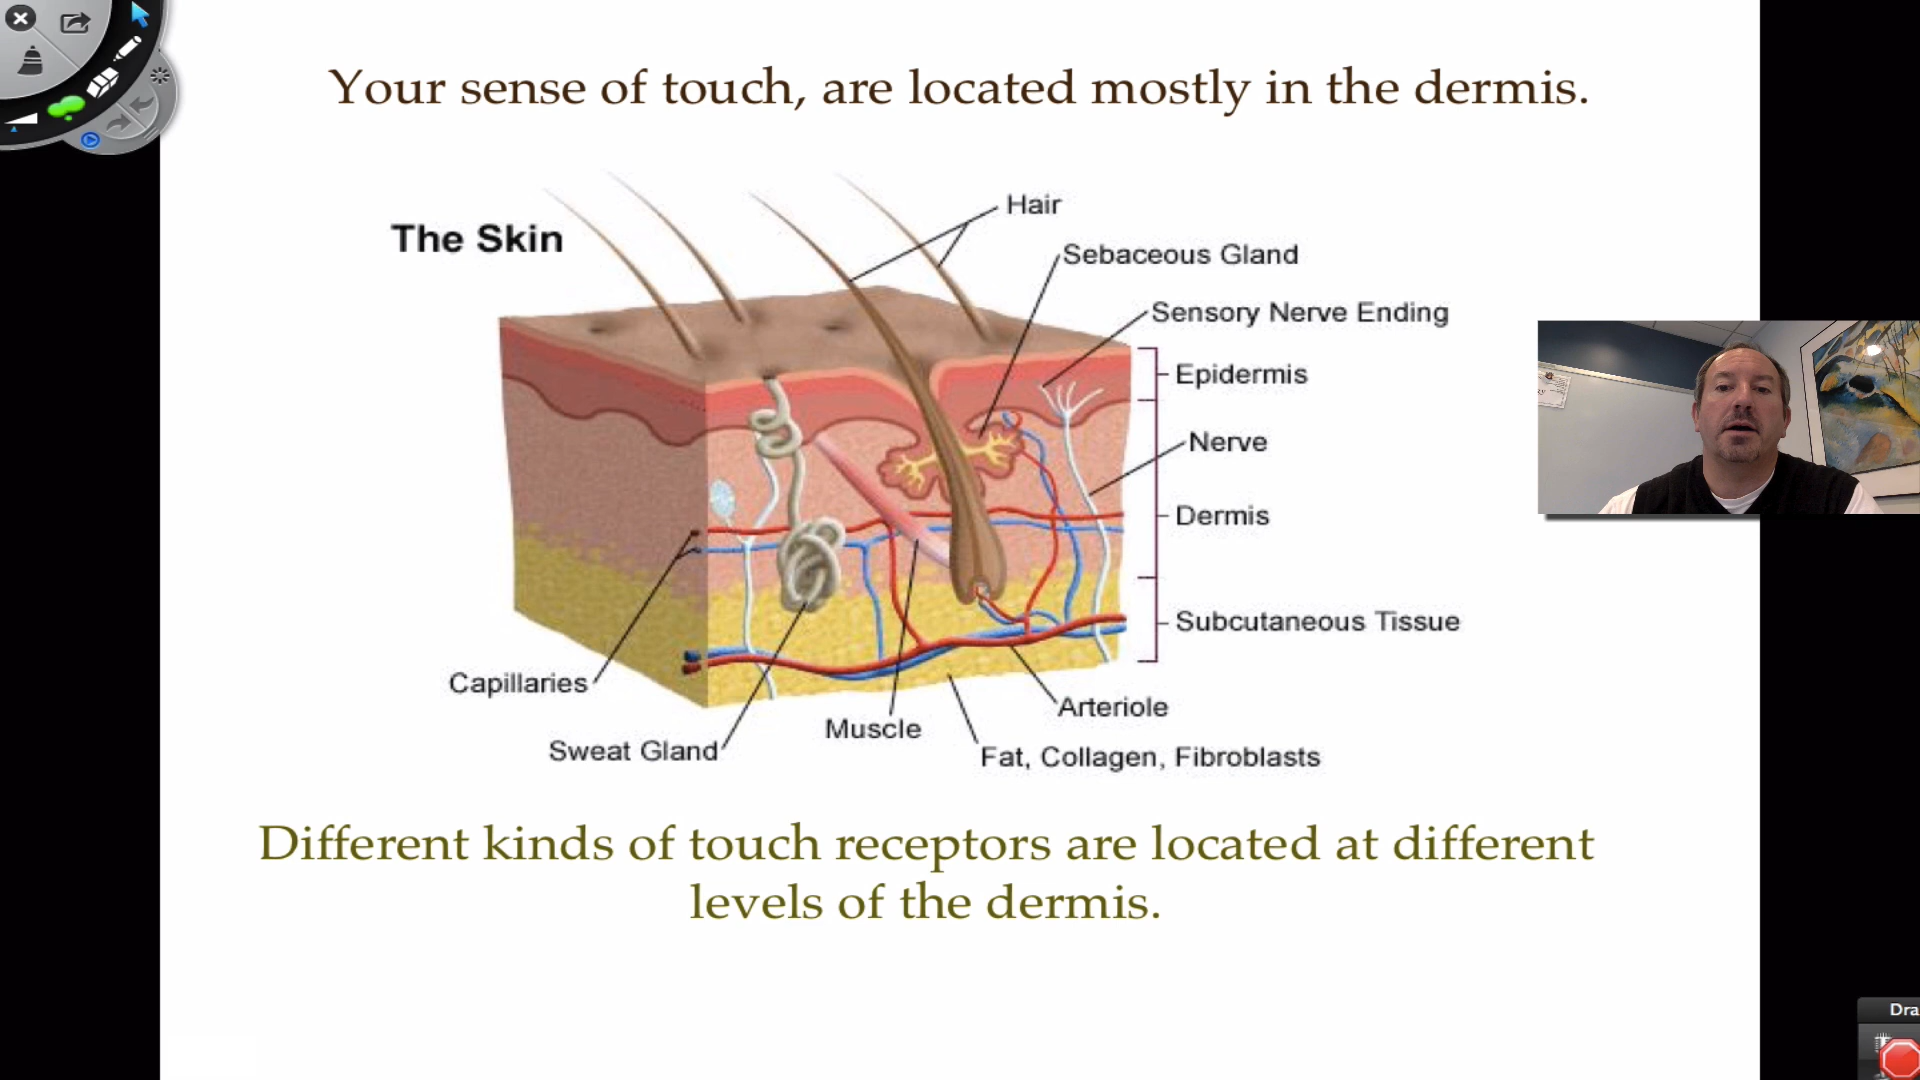 Your sense of touch, are located mostly in the dermis.
Hair
The Skin
Sebaceous Gland
Sensory Nerve Ending
Epidermis
Nerve
Dermis
Subcutaneous Tissue
Capillaries
Arteriole
Muscle
Sweat Gland
Fat, Collagen, Fibroblasts
Different kinds of touch receptors are located at different
levels of the dermis.
Dra